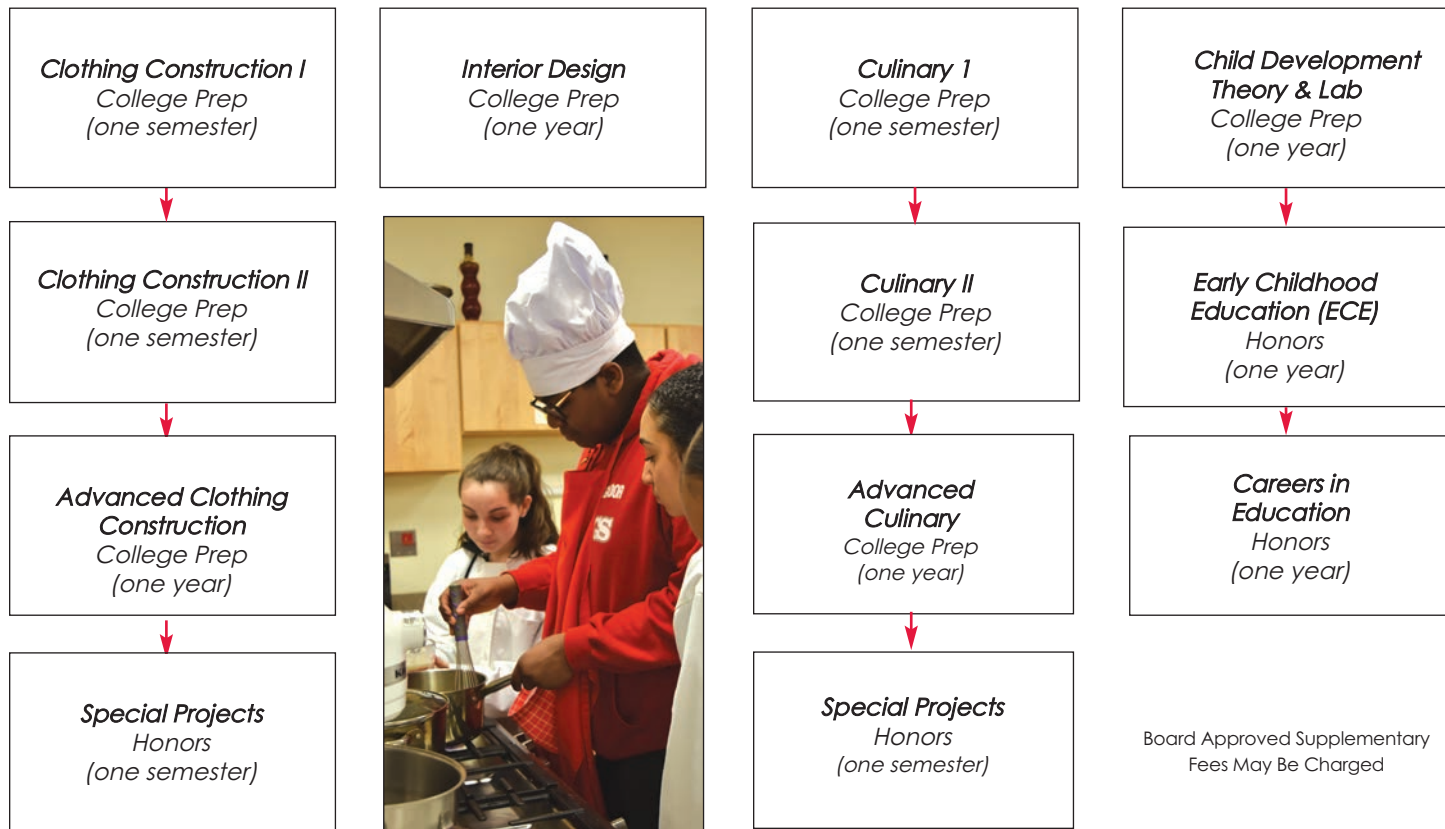 Clothing Construction I
College Prep
(one semester)
Interior Design
College Prep
(one year)
Culinary 1
College Prep
(one semester)
Child Development
Theory & Lab
College Prep
(one year)
Clothing Construction II
College Prep
(one semester)
Culinary II
College Prep
(one semester)
Early Childhood
Education (ECE)
Honors
(one year)
Advanced Clothing
Construction
College Prep
(one year)
Advanced
Culinary
College Prep
(one year)
Careers in
Education
Honors
(one year)
Special Projects
Honors
(one semester)
Special Projects
Honors
(one semester)
Board Approved Supplementary
Fees May Be Charged